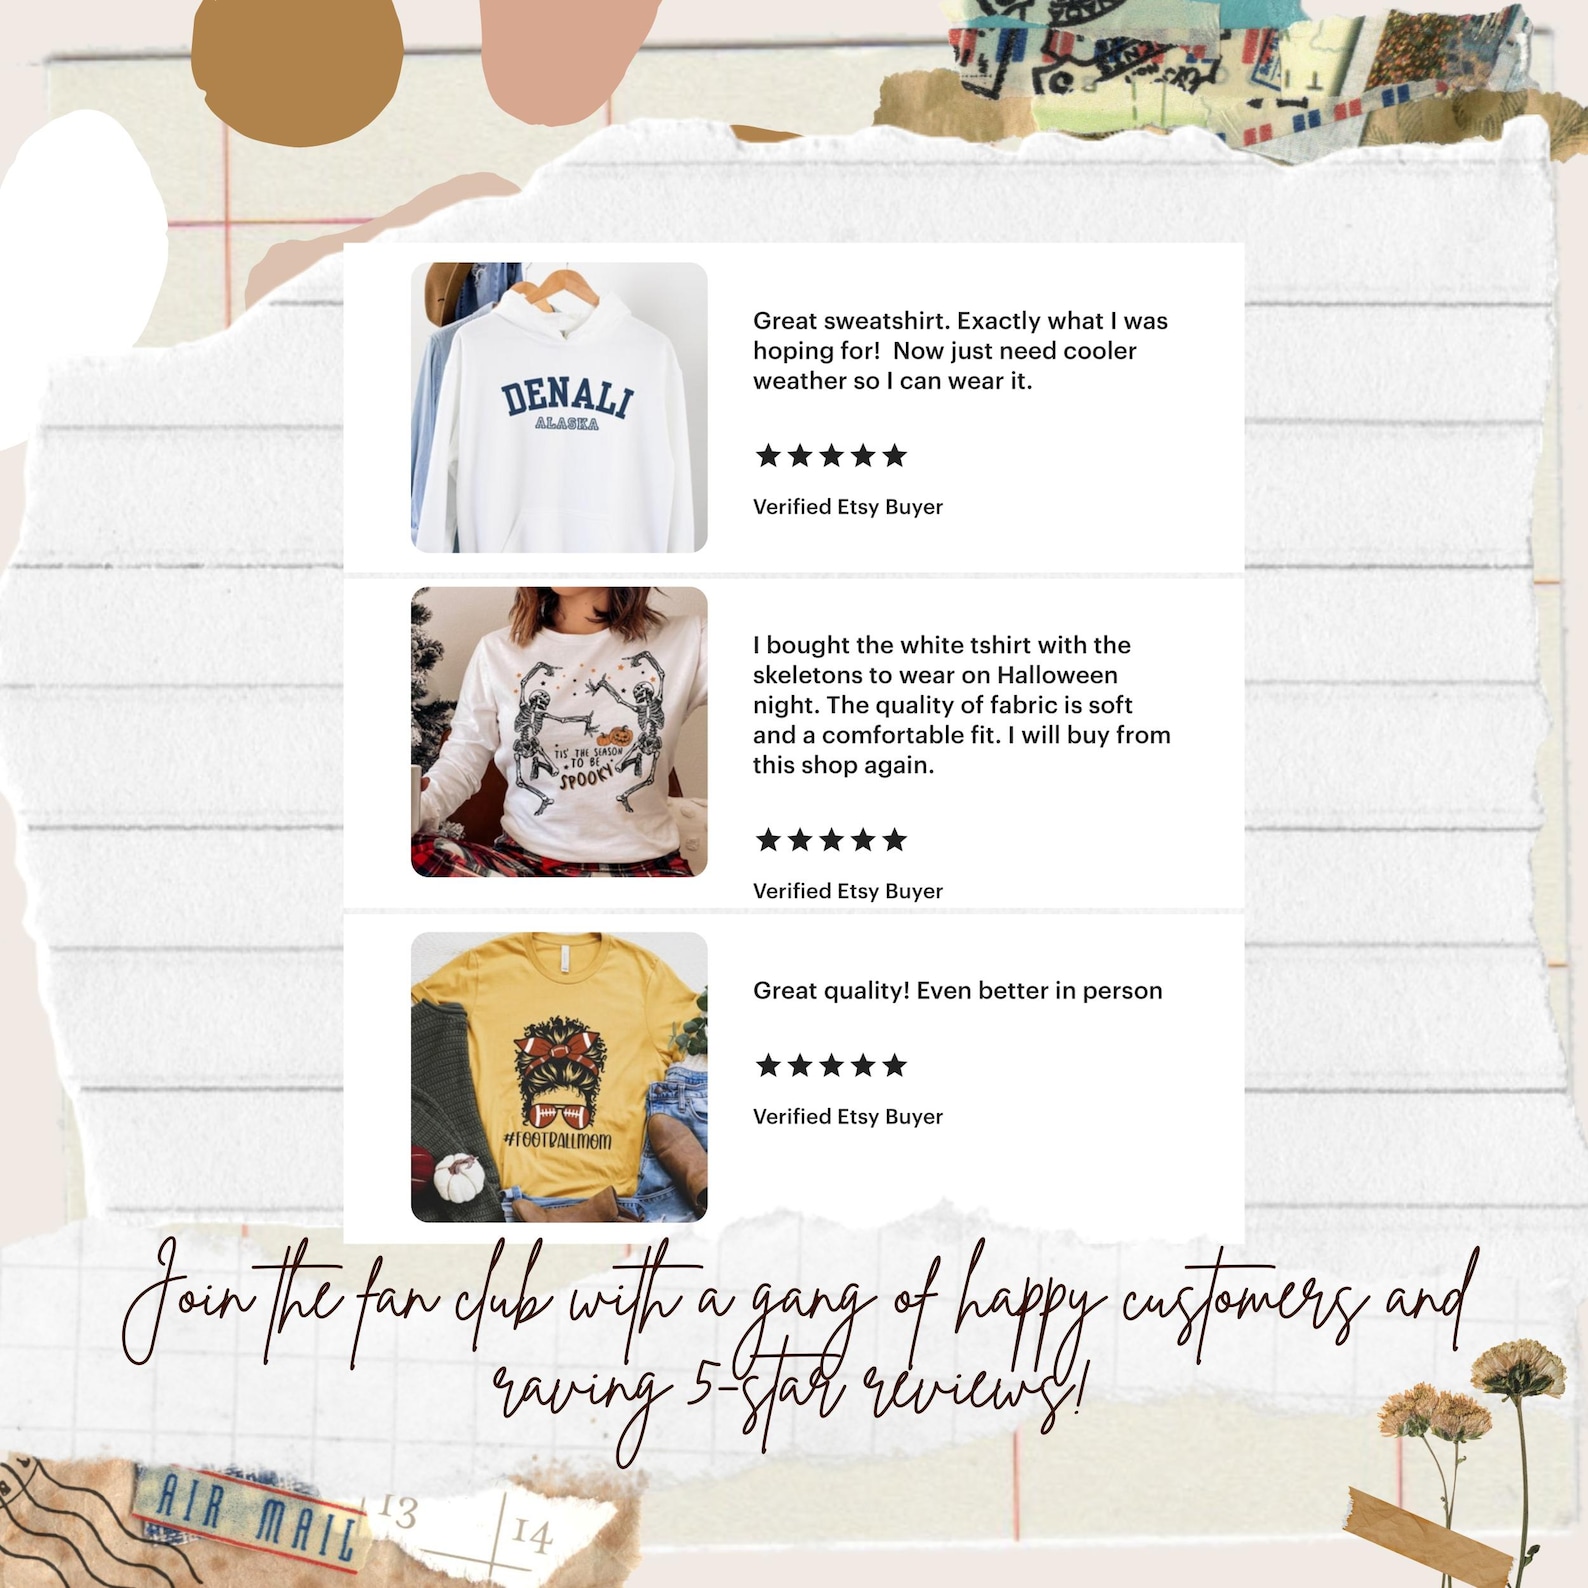 DENALI
ALASKA
Great sweatshirt. Exactly what I was
hoping for!  Now just need cooler
weather so I can wear it.
★★★★★
Verified Etsy Buyer
TIS' THE SEASON
TO BE
SPOOKY
I bought the white tshirt with the
skeletons to wear on Halloween
night. The quality of fabric is soft
and a comfortable fit. I will buy from
this shop again.
★★★★★
Verified Etsy Buyer
#FOOTBALLMOM
Great quality! Even better in person
★★★★★
Verified Etsy Buyer
Join the fan club with a gang of happy customers and
raving 5-star reviews!
AIR MAIL
13
14